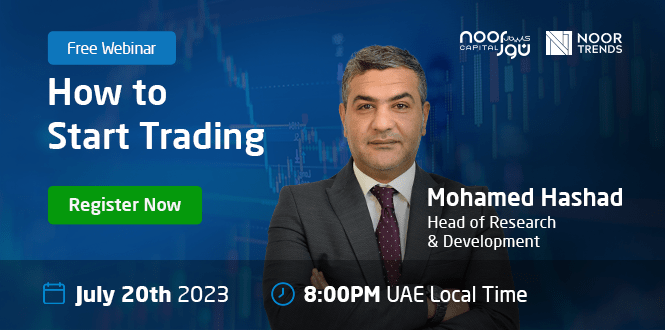 Free Webinar
How to
Start Trading
Register Now
noor كابيتال
CAPITAL نور
NOOR
TRENDS
Mohamed Hashad
Head of Research
& Development
July 20th 2023
8:00PM UAE Local Time